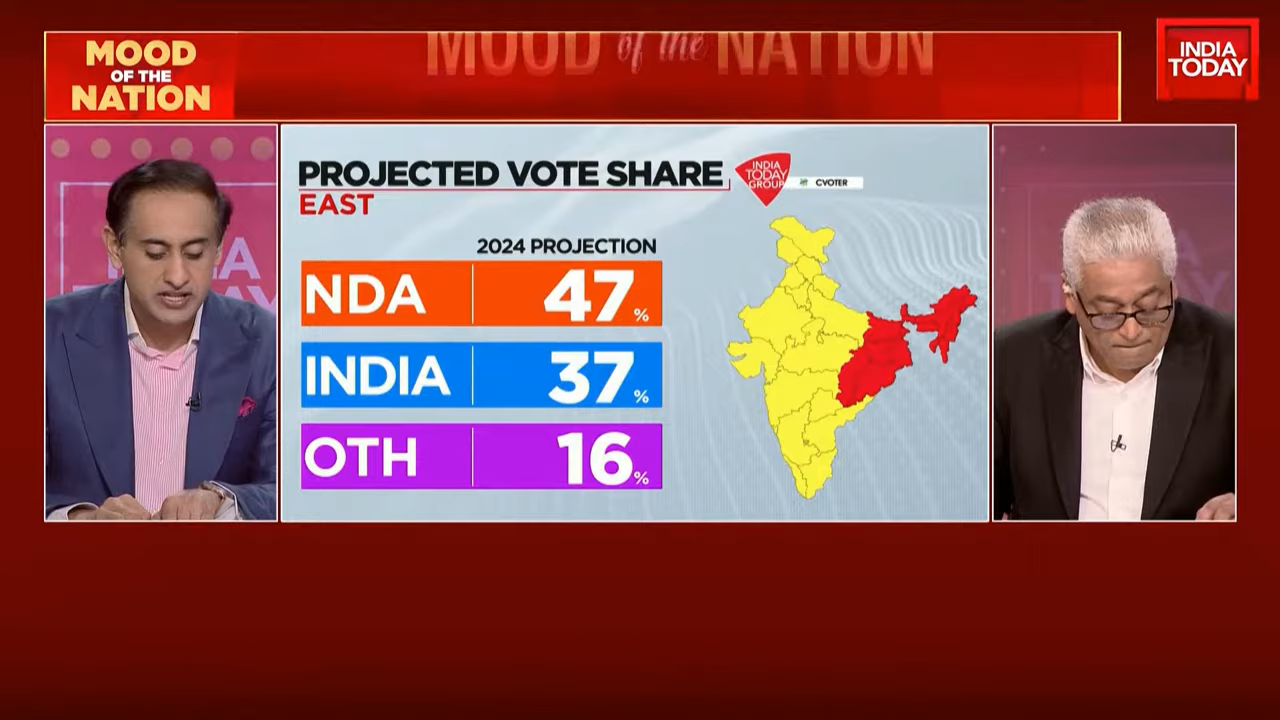 MOOD
OF THE
NATION
MOOD of the NATION
INDIA
TODAY
PROJECTED VOTE SHARE
EAST
INDIA
TODAY
GROUP
CVOTER
2024 PROJECTION
NDA 47%
INDIA 37%
OTH 16%